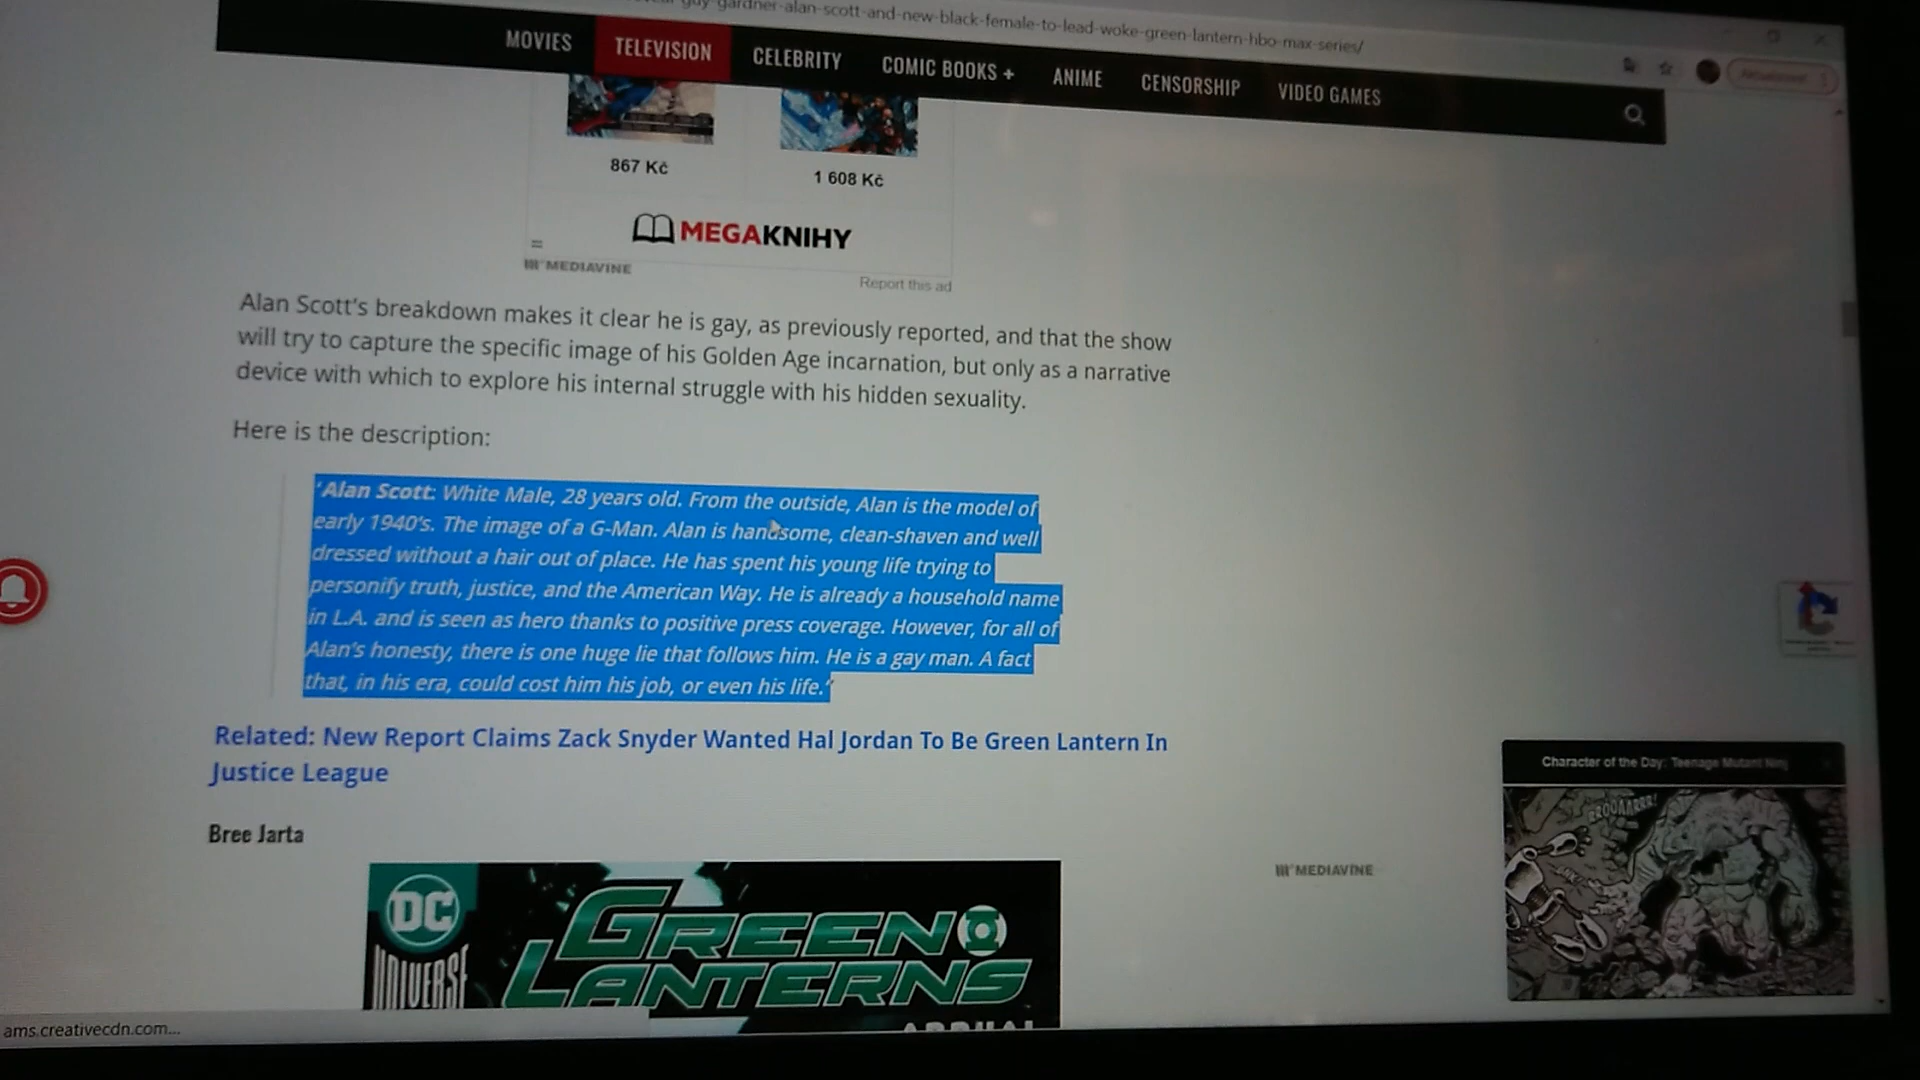 guy-gardner-alan-scott-and-new-black-female-to-lead-woke-green-lantern-hbo-max-series/
MOVIES TELEVISION CELEBRITY COMIC BOOKS + ANIME CENSORSHIP VIDEO GAMES
867 Kč 1 608 Kč
MEGAKNIHY
MEDIAVINE
Report this ad
Alan Scott's breakdown makes it clear he is gay, as previously reported, and that the show
will try to capture the specific image of his Golden Age incarnation, but only as a narrative
device with which to explore his internal struggle with his hidden sexuality.
Here is the description:
"Alan Scott: White Male, 28 years old. From the outside, Alan is the model of
early 1940's. The image of a G-Man. Alan is handsome, clean-shaven and well
dressed without a hair out of place. He has spent his young life trying to
personify truth, justice, and the American Way. He is already a household name
in L.A. and is seen as hero thanks to positive press coverage. However, for all of
Alan's honesty, there is one huge lie that follows him. He is a gay man. A fact
that, in his era, could cost him his job, or even his life."
Related: New Report Claims Zack Snyder Wanted Hal Jordan To Be Green Lantern In
Justice League
Character of the Day: Teenage Mutant Ninj
Bree Jarta
MEDIAVINE
DC
UNIVERSE
GREEN
LANTERNS
ANNUAL
ams.creativecdn.com...